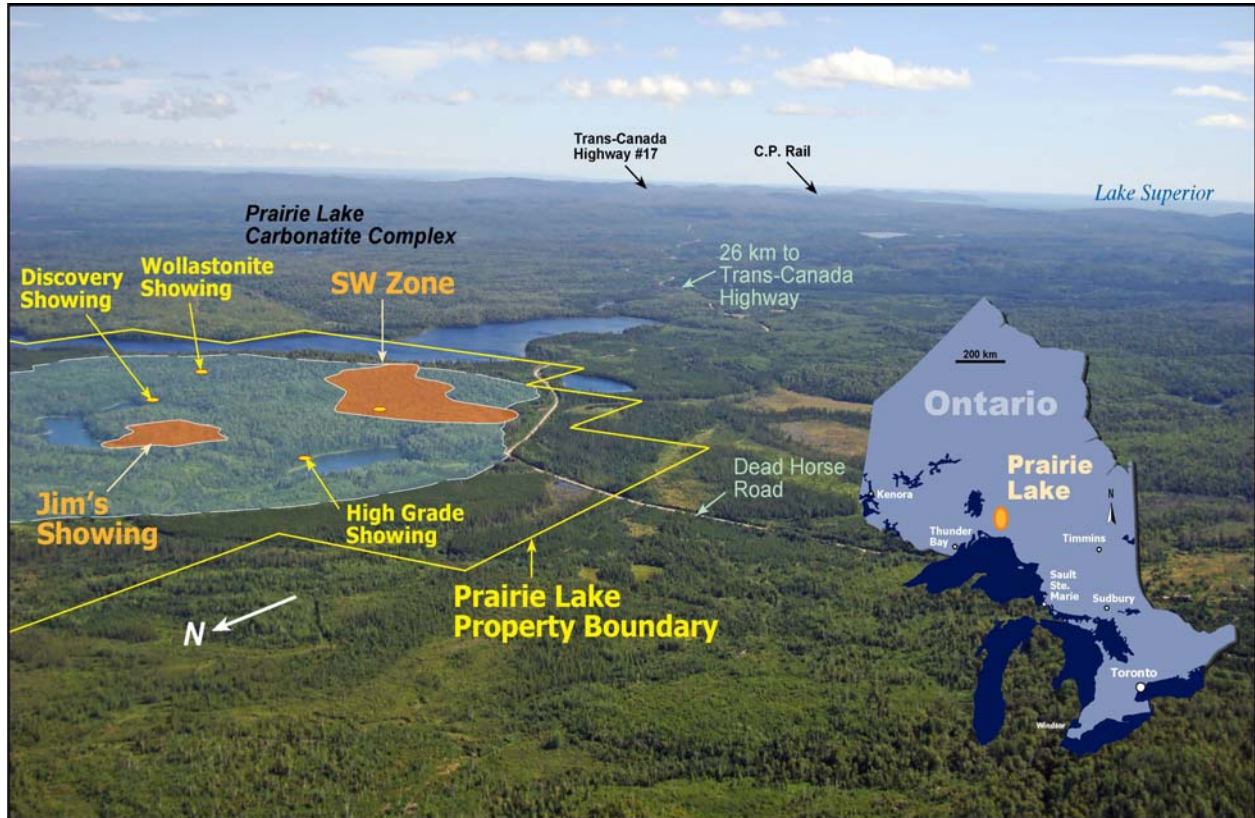 Trans-Canada
Highway #17
C.P. Rail
Lake Superior
Prairie Lake
Carbonatite Complex
Discovery
Showing
Wollastonite
Showing
SW Zone
26 km to
Trans-Canada
Highway
Jim's
Showing
High Grade
Showing
Dead Horse
Road
Prairie Lake
Property Boundary
N
200 km
Ontario
Prairie
Lake
N
Kenora
Thunder
Bay
Timmins
Sault
Ste.
Marie
Sudbury
Toronto
Windsor